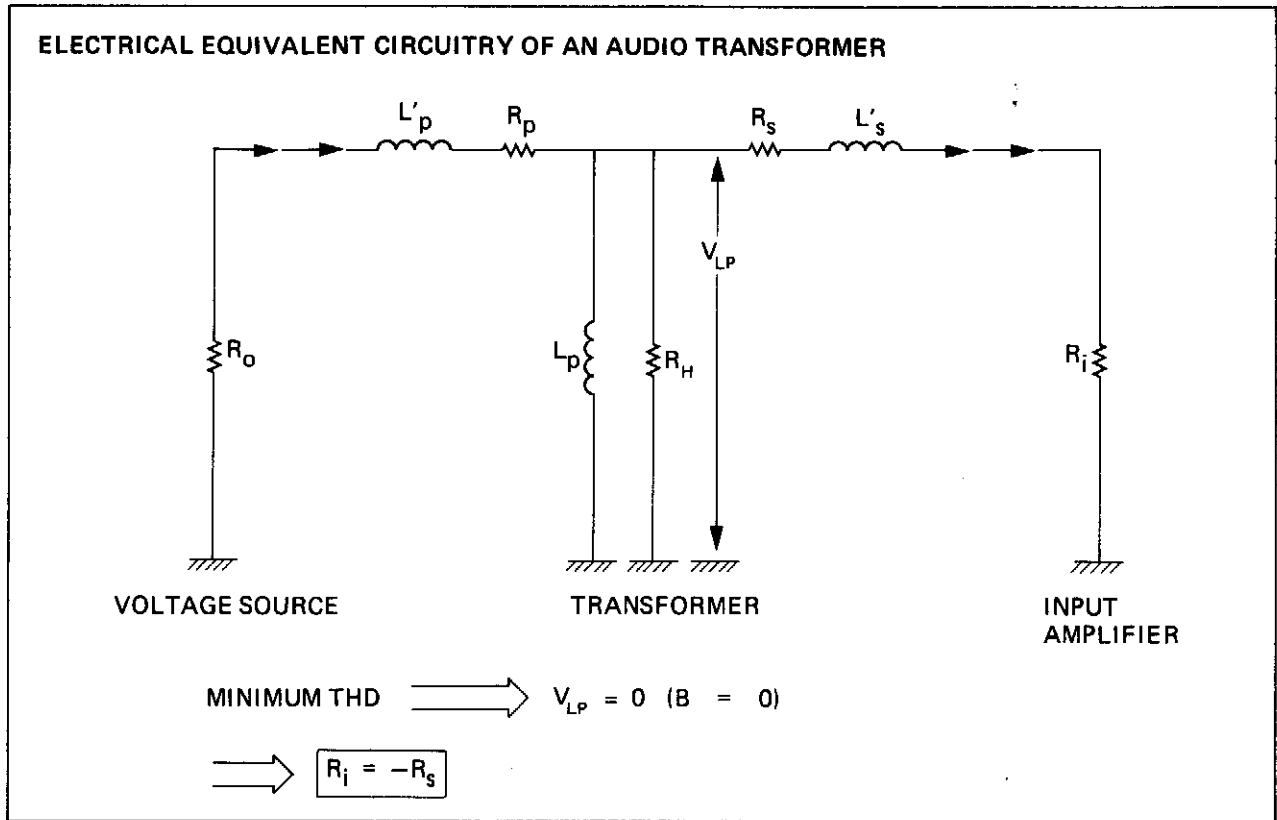 ELECTRICAL EQUIVALENT CIRCUITRY OF AN AUDIO TRANSFORMER
L'p
Rp
Rs
L's
VLP
Ro
Lp
RH
Ri
VOLTAGE SOURCE
TRANSFORMER
INPUT
AMPLIFIER
MINIMUM THD
VLP = 0 (B = 0)
Ri = -Rs